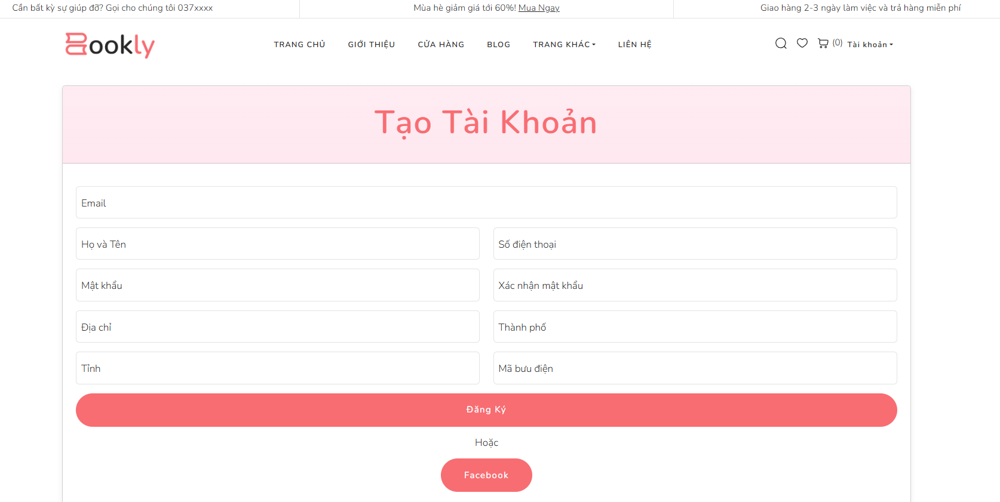 Cần bất kỳ sự giúp đỡ? Gọi cho chúng tôi 037xxxx
Mùa hè giảm giá tới 60%! Mua Ngay
Giao hàng 2-3 ngày làm việc và trả hàng miễn phí
Bookly
TRANG CHỦ
GIỚI THIỆU
CỬA HÀNG
BLOG
TRANG KHÁC
LIÊN HỆ
(0)
Tài khoản
Tạo Tài Khoản
Email
Họ và Tên
Số điện thoại
Mật khẩu
Xác nhận mật khẩu
Địa chỉ
Thành phố
Tỉnh
Mã bưu điện
Đăng Ký
Hoặc
Facebook